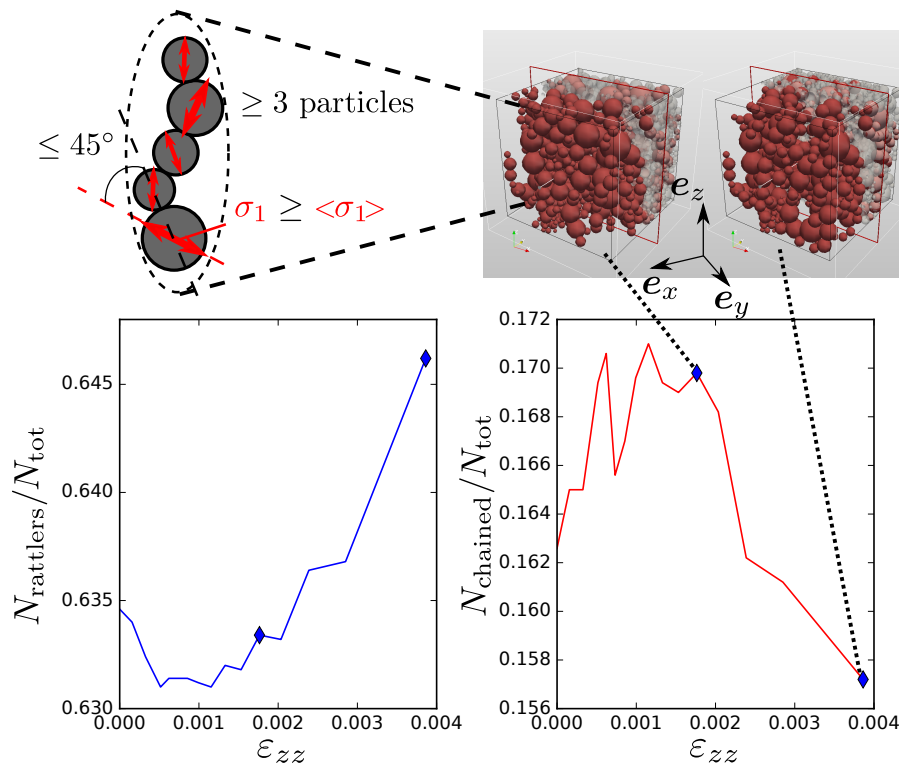 ≥ 3 particles
≤ 45°
σ₁ ≥ <σ₁>
e_z
e_x
e_y
N_rattlers/N_tot
0.645
0.640
0.635
0.630
0.000 0.001 0.002 0.003 0.004
ε_zz
N_chained/N_tot
0.172
0.170
0.168
0.166
0.164
0.162
0.160
0.158
0.156
0.000 0.001 0.002 0.003 0.004
ε_zz